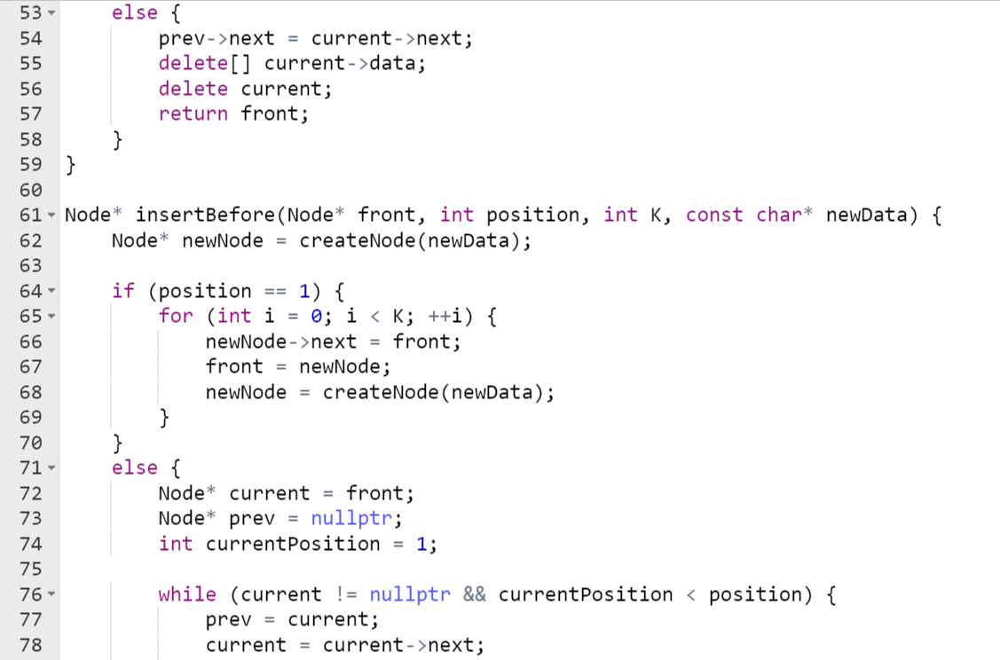 53 else {
54 prev->next = current->next;
55 delete[] current->data;
56 delete current;
57 return front;
58 }
59 }
60
61 Node* insertBefore(Node* front, int position, int K, const char* newData) {
62 Node* newNode = createNode(newData);
63
64 if (position == 1) {
65 for (int i = 0; i < K; ++i) {
66 newNode->next = front;
67 front = newNode;
68 newNode = createNode(newData);
69 }
70 }
71 else {
72 Node* current = front;
73 Node* prev = nullptr;
74 int currentPosition = 1;
75
76 while (current != nullptr && currentPosition < position) {
77 prev = current;
78 current = current->next;